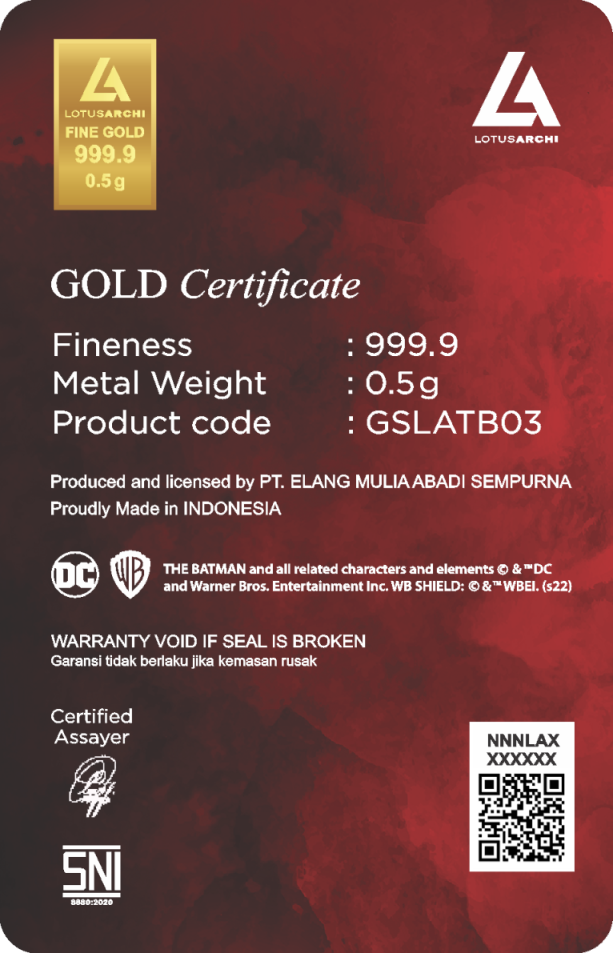 LOTUSARCHI
FINE GOLD
999.9
0.5 g
LOTUSARCHI
GOLD Certificate
Fineness : 999.9
Metal Weight : 0.5 g
Product code : GSLATB03
Produced and licensed by PT. ELANG MULIA ABADI SEMPURNA
Proudly Made in INDONESIA
DC
WB
THE BATMAN and all related characters and elements © & ™ DC
and Warner Bros. Entertainment Inc. WB SHIELD: © & ™ WBEI. (s22)
WARRANTY VOID IF SEAL IS BROKEN
Garansi tidak berlaku jika kemasan rusak
Certified
Assayer
NNNLAX
XXXXXX
SNI
8880:2020